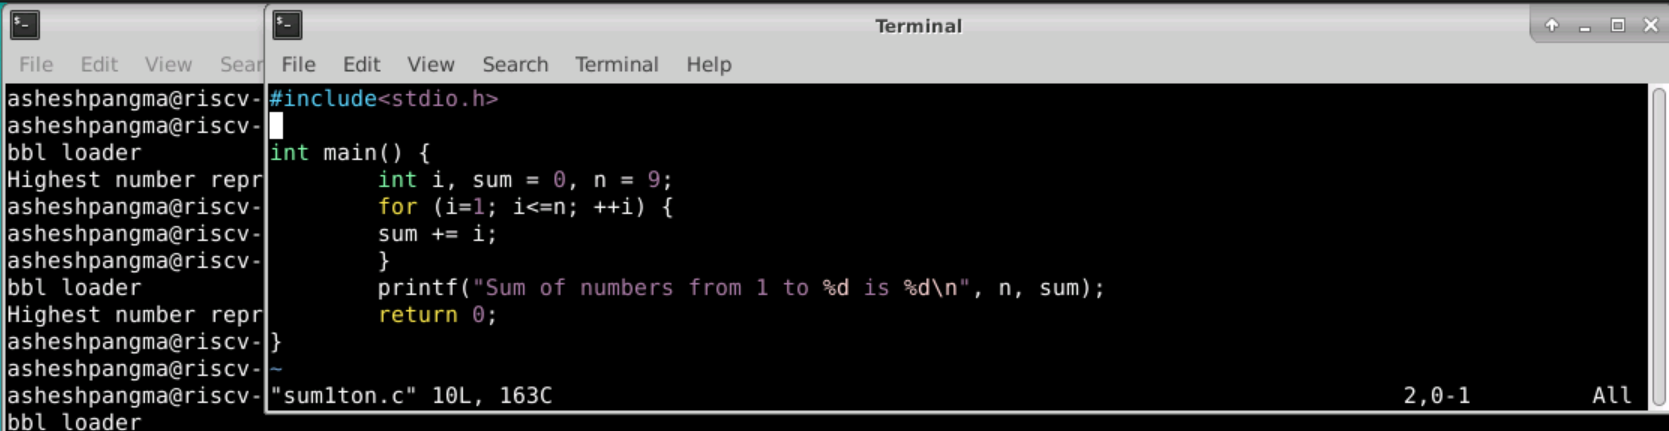 Terminal
File Edit View Sear
File Edit View Search Terminal Help
asheshpangma@riscv-
asheshpangma@riscv-
bbl loader
Highest number repr
asheshpangma@riscv-
asheshpangma@riscv-
asheshpangma@riscv-
bbl loader
Highest number repr
asheshpangma@riscv-
asheshpangma@riscv-
asheshpangma@riscv-
bbl loader
#include<stdio.h>
int main() {
        int i, sum = 0, n = 9;
        for (i=1; i<=n; ++i) {
        sum += i;
        }
        printf("Sum of numbers from 1 to %d is %d\n", n, sum);
        return 0;
}
~
"sum1ton.c" 10L, 163C 2,0-1 All